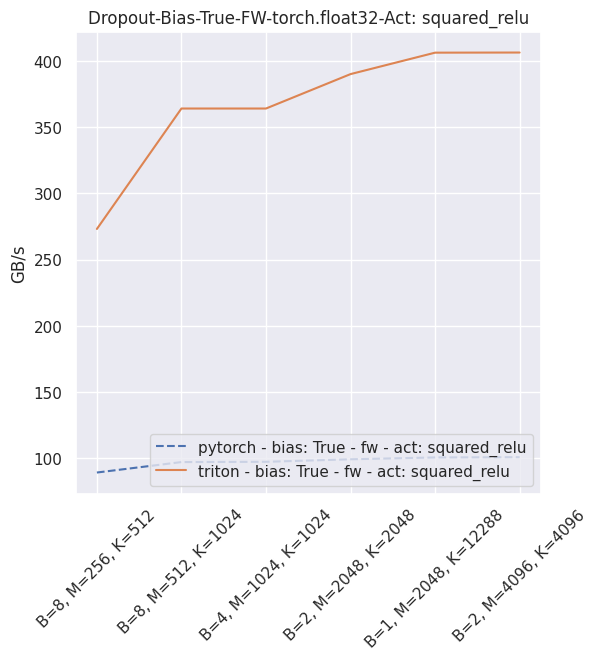 Dropout-Bias-True-FW-torch.float32-Act: squared_relu
GB/s
400
350
300
250
200
150
100
pytorch - bias: True - fw - act: squared_relu
triton - bias: True - fw - act: squared_relu
B=8, M=256, K=512
B=8, M=512, K=1024
B=4, M=1024, K=1024
B=2, M=2048, K=2048
B=1, M=2048, K=12288
B=2, M=4096, K=4096